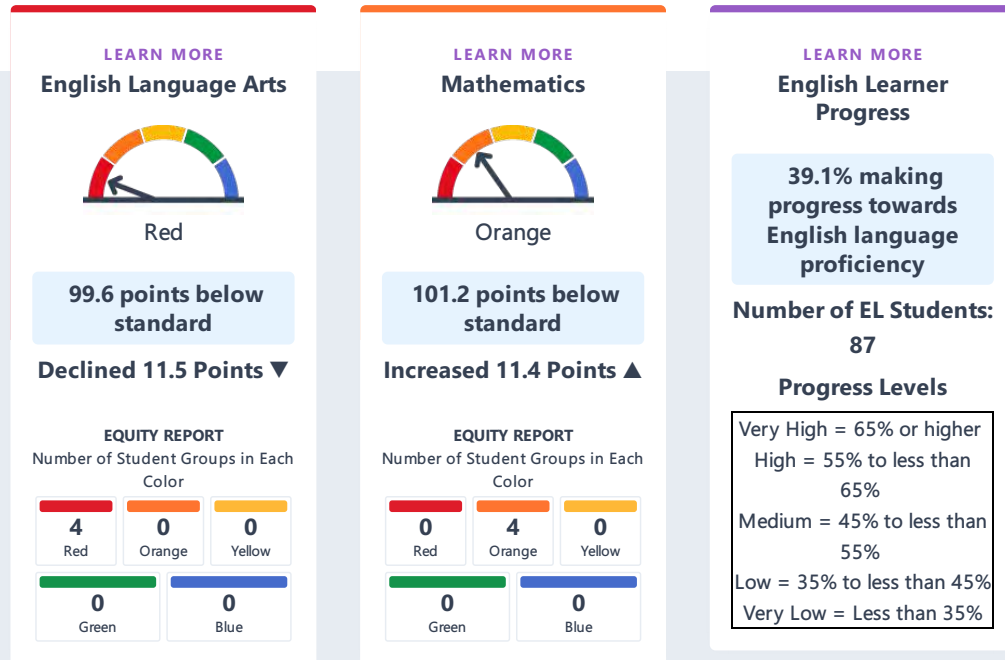 LEARN MORE
English Language Arts
Red
99.6 points below
standard
Declined 11.5 Points ▼
EQUITY REPORT
Number of Student Groups in Each
Color
4
Red
0
Orange
0
Yellow
0
Green
0
Blue
LEARN MORE
Mathematics
Orange
101.2 points below
standard
Increased 11.4 Points ▲
EQUITY REPORT
Number of Student Groups in Each
Color
0
Red
4
Orange
0
Yellow
0
Green
0
Blue
LEARN MORE
English Learner
Progress
39.1% making
progress towards
English language
proficiency
Number of EL Students:
87
Progress Levels
Very High = 65% or higher
High = 55% to less than
65%
Medium = 45% to less than
55%
Low = 35% to less than 45%
Very Low = Less than 35%